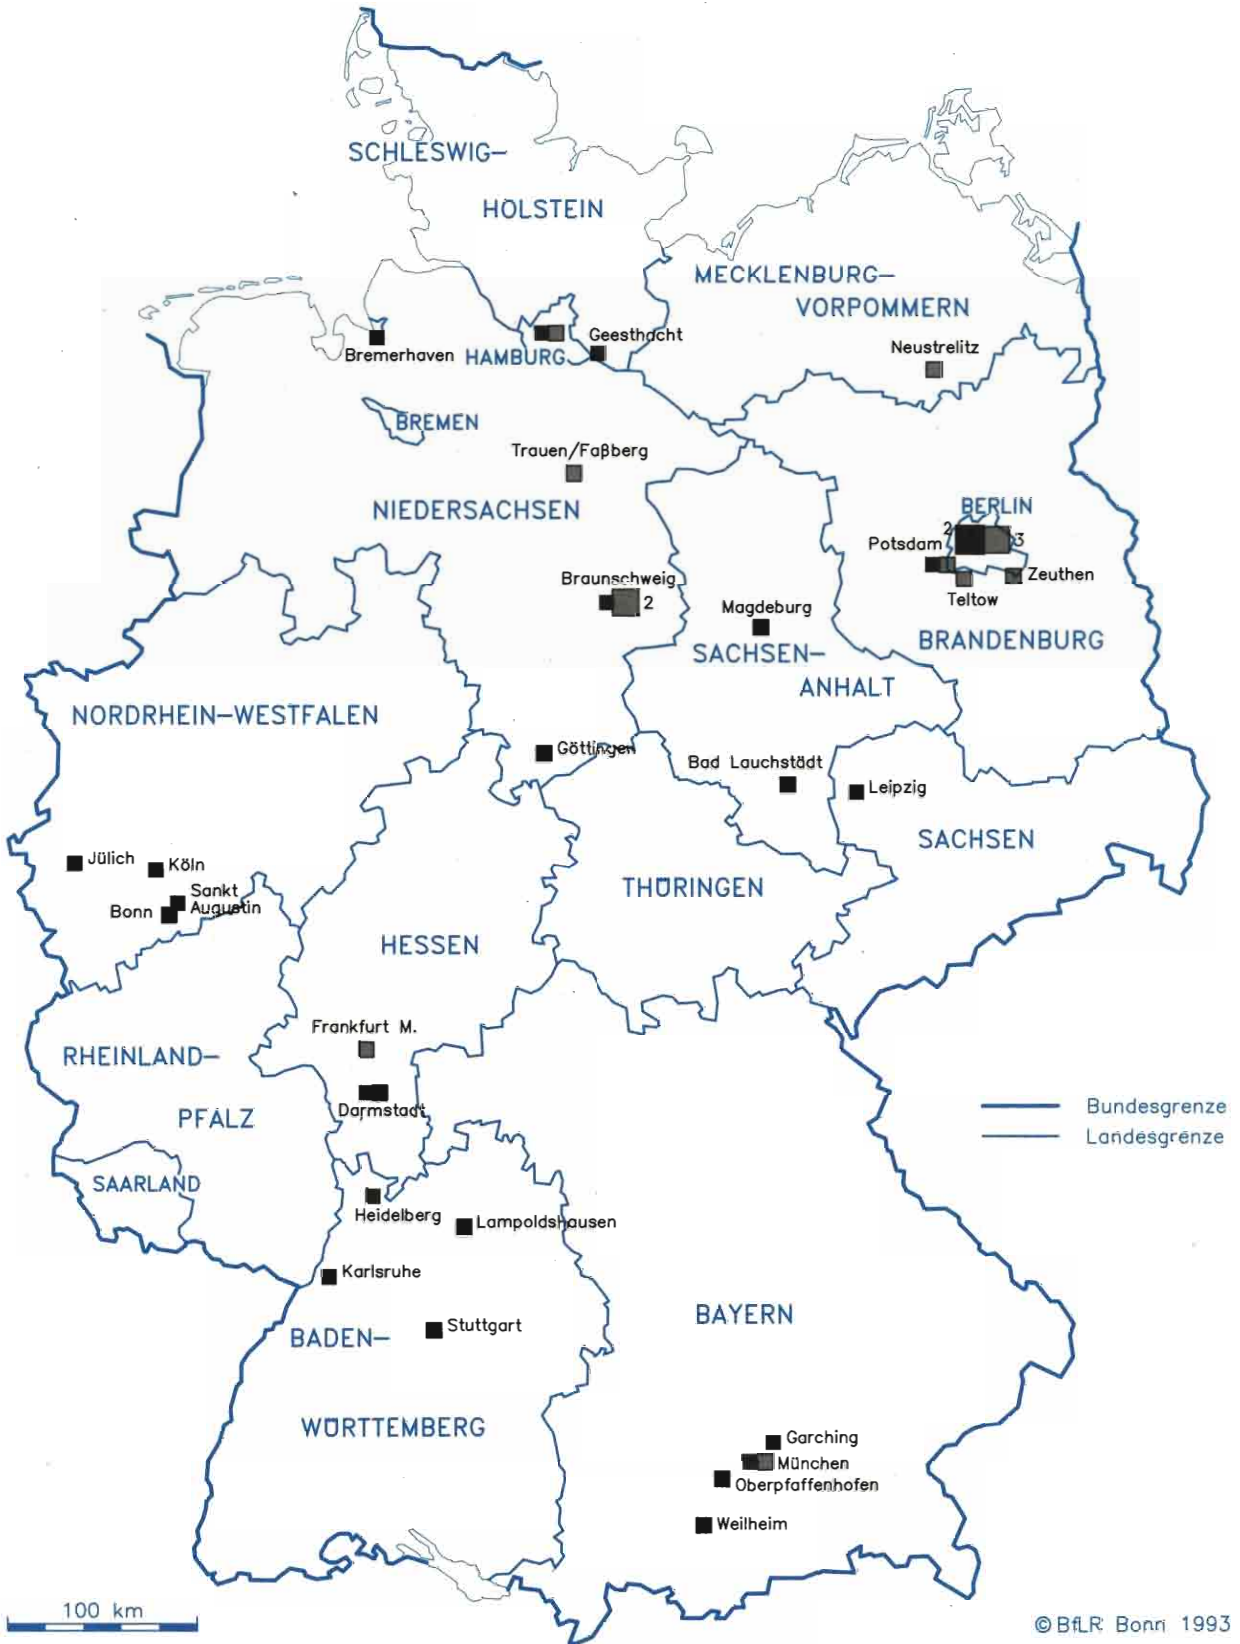 SCHLESWIG-
HOLSTEIN
MECKLENBURG-
VORPOMMERN
Geesthacht
Bremerhaven
HAMBURG
Neustrelitz
BREMEN
Trauen/Faßberg
NIEDERSACHSEN
BERLIN
2
3
Potsdam
Zeuthen
Teltow
Braunschweig
2
Magdeburg
BRANDENBURG
SACHSEN-
ANHALT
NORDRHEIN-WESTFALEN
Göttingen
Bad Lauchstädt
Leipzig
SACHSEN
Jülich
Köln
Sankt
Augustin
Bonn
THÜRINGEN
HESSEN
Frankfurt M.
RHEINLAND-
PFALZ
Darmstadt
Bundesgrenze
Landesgrenze
SAARLAND
Heidelberg
Lampoldshausen
Karlsruhe
Stuttgart
BADEN-
WÜRTTEMBERG
BAYERN
Garching
München
Oberpfaffenhofen
Weilheim
100 km
© BfLR Bonn 1993